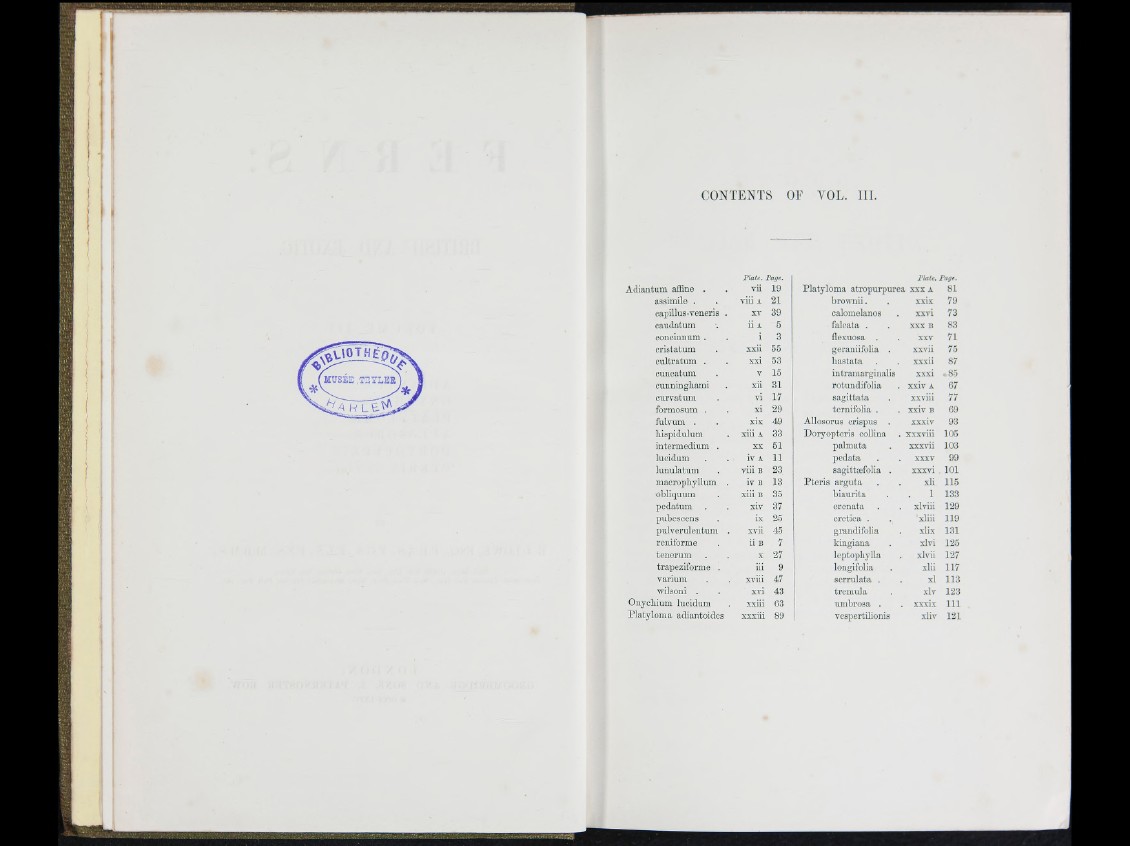 BIBLIOTHÈQUE
MUSÉE TEYLER
* HARLEM *
CONTENTS OF VOL. III.
Plate. Page.
Adiantum affine . . vii 19
assimile . . viii A 21
capillus-veneris . xv 39
caudatum . ii A 5
concinnum . . i 3
cristatum . xxii 55
cultratum . . xxi 53
cuneatum . v 15
cunninghami . xii 31
curvatum . vi 17
formosum . . xi 29
fulvum . . xix 49
hispidulum . xiii A 33
intermedium . xx 51
lucidum . . iv A 11
lunulatum . viii B 23
macrophyllum . iv B 13
obliquum . xiii B 35
pedatum . . xiv 37
pubescens . ix 25
pulverulentum . xvii 45
reniforme . ii B 7
tenerum . . x 27
trapeziforme . iii 9
varium . . xviii 47
wilsoni . . xvi 43
Onychium lucidum . xxiii 63
Platyloma adiantoides xxxiii 89
Plate. Page.
Platyloma atropurpurea xxx A 81
brownii . . xxix 79
calomelanos . xxvi 73
falcata . . xxx B 83
flexuosa . . xxv 71
geraniifolia . xxvii 75
hastata . . xxxii 87
intramarginalis xxxi 85
rotundifolia . xxiv A 67
sagittata . xxviii 77
ternifolia . . xxiv B 69
Allosorus crispus . xxxiv 93
Doryopteris collina . xxxviii 105
palmata . xxxvii 103
pedata . . xxxv 99
sagittæfolia . xxxvi 101
Pteris arguta . . xli 115
biaurita . . l 133
crenata . . xlviii 129
cretica . . xliii 119
grandifolia . xlix 131
kingiana . xlvi 125
leptophylla . xlvii 127
longifolia . xlii 117
serrulata . . xl 113
tremula . xlv 123
umbrosa . . xxxix 111
vespertilionis xliv 121